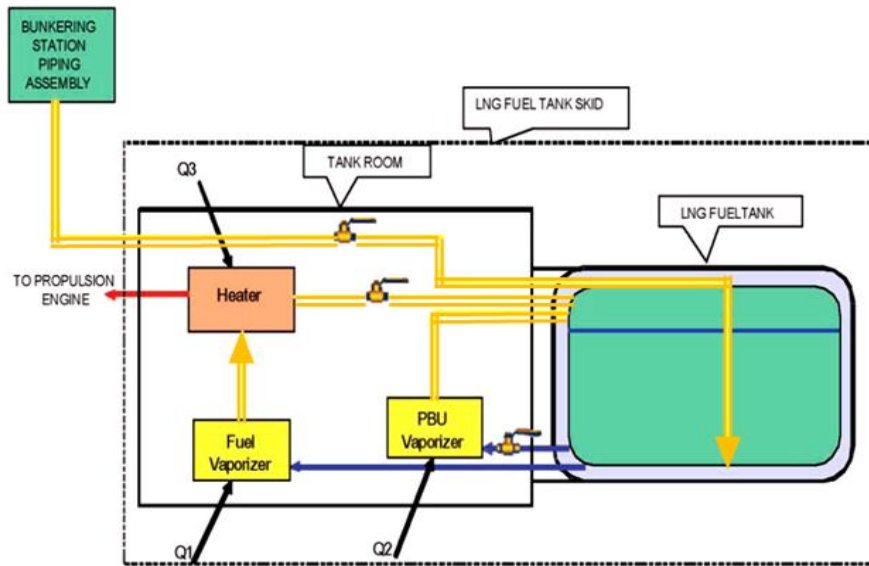 BUNKERING
STATION
PIPING
ASSEMBLY
LNG FUEL TANK SKID
TANK ROOM
Q3
LNG FUELTANK
TO PROPULSION
ENGINE
Heater
PBU
Vaporizer
Fuel
Vaporizer
Q1
Q2